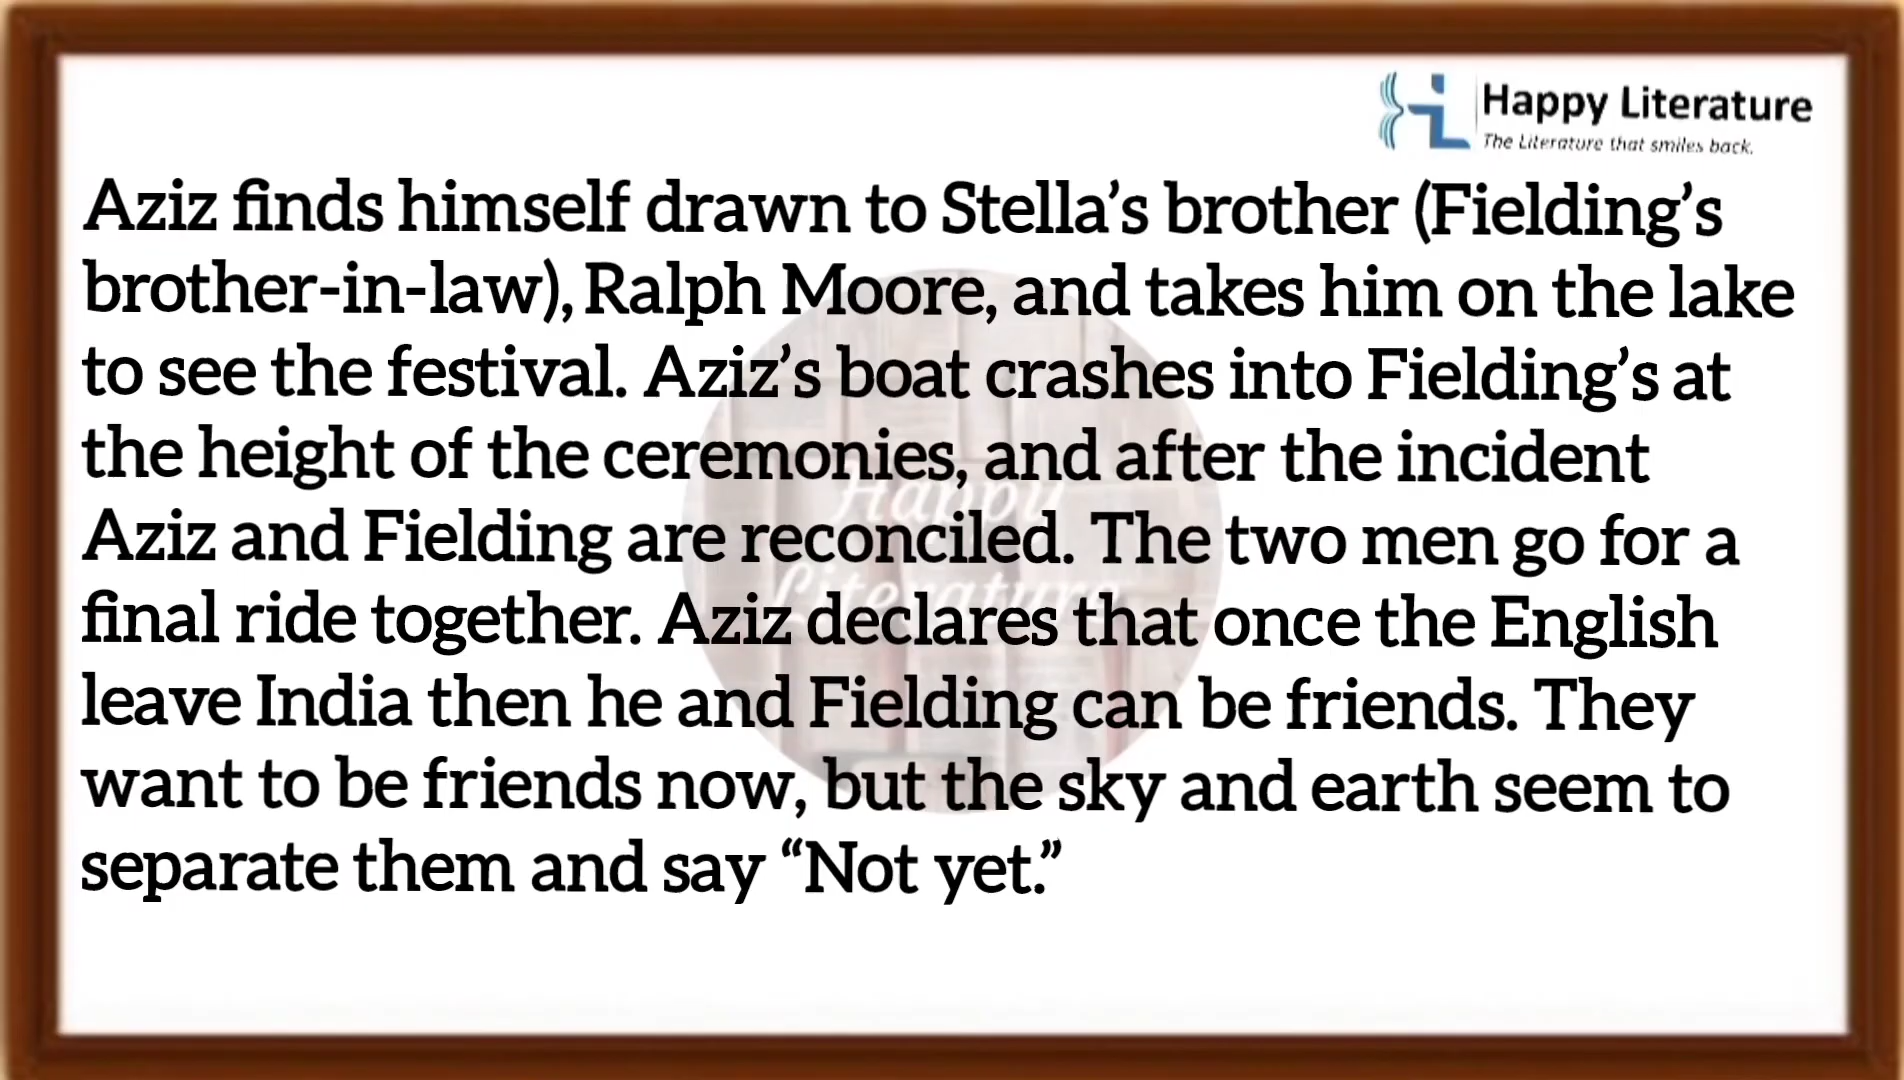 Happy Literature
The Literature that smiles back.
Aziz finds himself drawn to Stella’s brother (Fielding’s
brother-in-law), Ralph Moore, and takes him on the lake
to see the festival. Aziz’s boat crashes into Fielding’s at
the height of the ceremonies, and after the incident
Aziz and Fielding are reconciled. The two men go for a
final ride together. Aziz declares that once the English
leave India then he and Fielding can be friends. They
want to be friends now, but the sky and earth seem to
separate them and say “Not yet.”
Happy
Literature